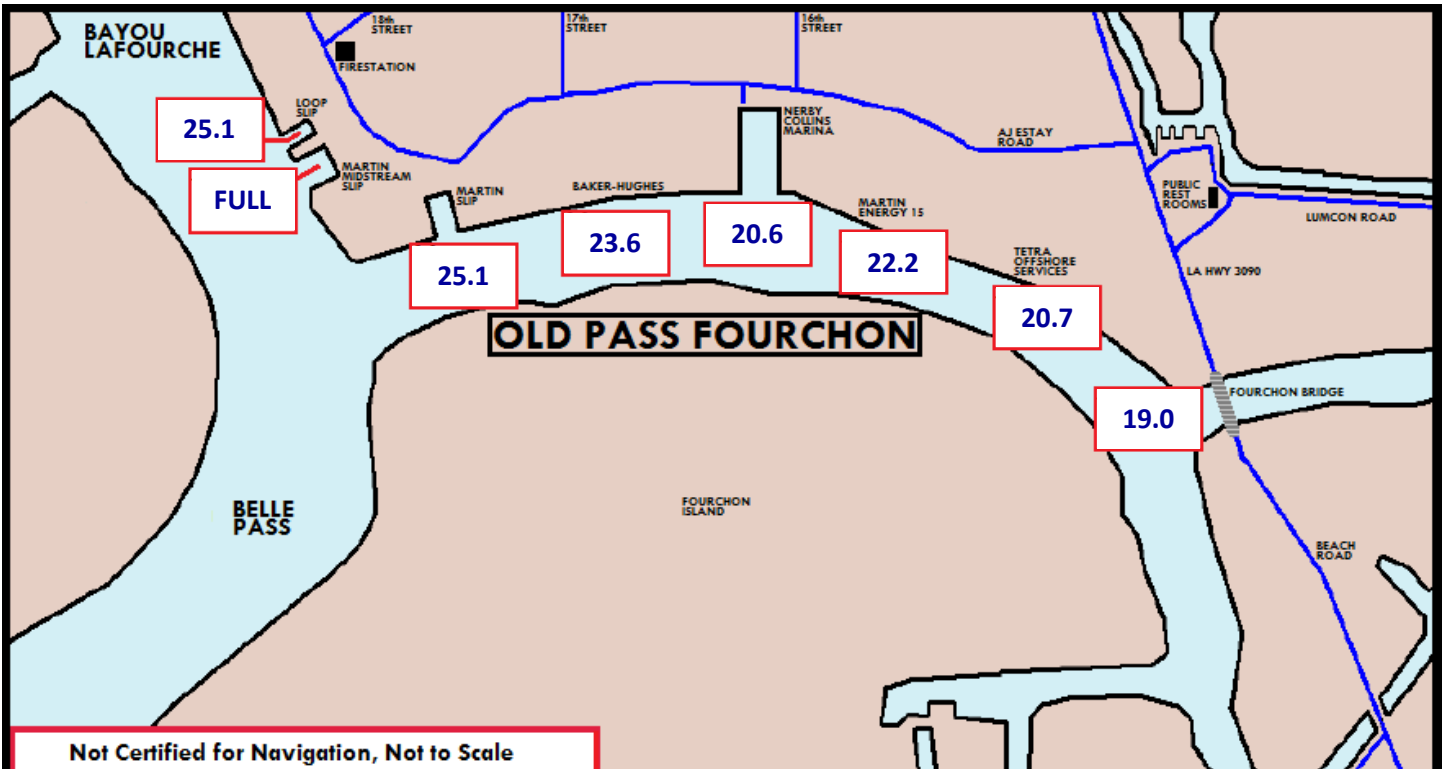 BAYOU
LAFOURCHE
18th
STREET
17th
STREET
16th
STREET
FIRESTATION
LOOP
SLIP
25.1
NERBY
COLLINS
MARINA
AJ ESTAY
ROAD
MARTIN
MIDSTREAM
SLIP
FULL
MARTIN
SLIP
BAKER-HUGHES
MARTIN
ENERGY 15
PUBLIC
REST
ROOMS
LUMCON ROAD
25.1
23.6
20.6
22.2
TETRA
OFFSHORE
SERVICES
20.7
LA HWY 3090
OLD PASS FOURCHON
19.0
FOURCHON BRIDGE
BELLE
PASS
FOURCHON
ISLAND
BEACH
ROAD
Not Certified for Navigation, Not to Scale